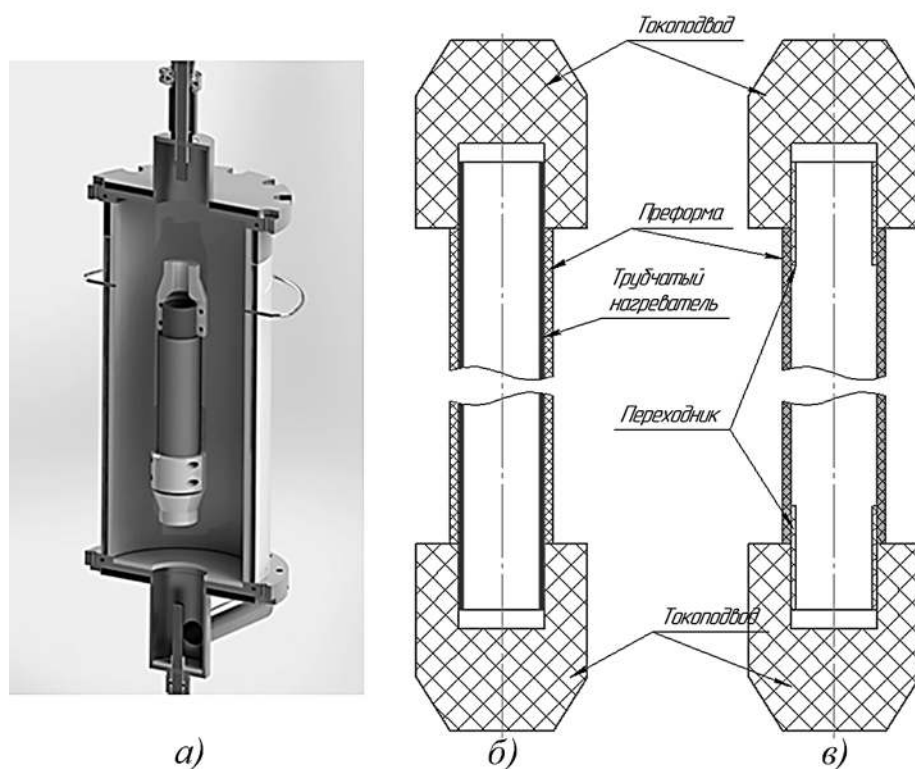 Токоподвод
Преформа
Трубчатый
нагреватель
Переходник
Токоподвод
а)
б)
в)